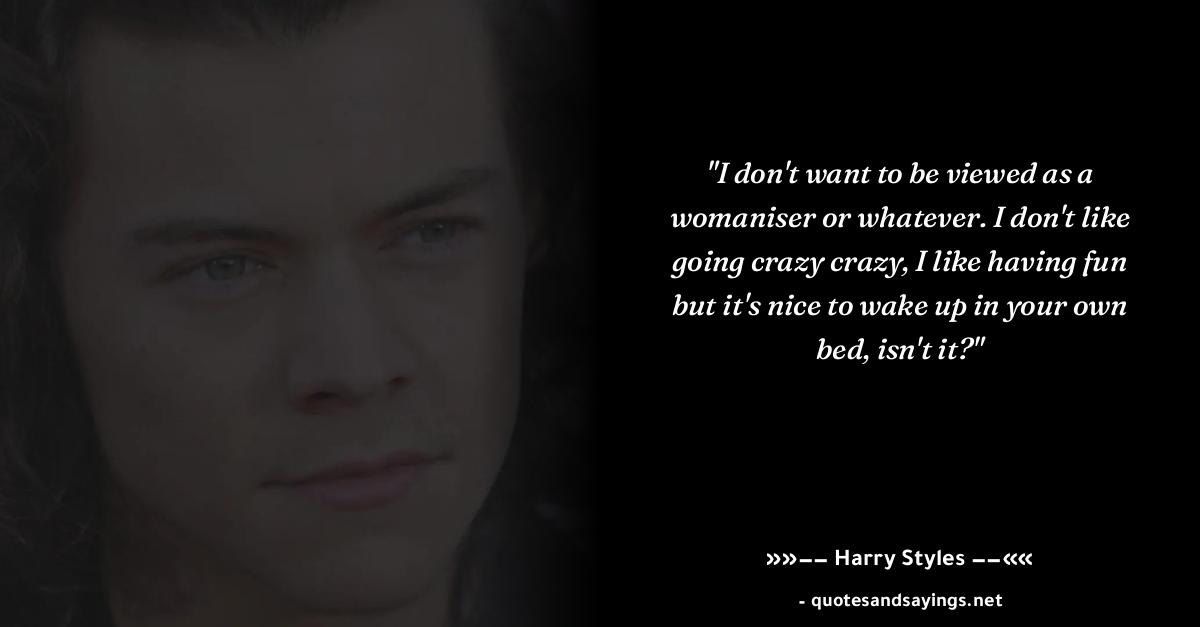 "I don't want to be viewed as a
womaniser or whatever. I don't like
going crazy crazy, I like having fun
but it's nice to wake up in your own
bed, isn't it?"
»»−− Harry Styles −−««
- quotesandsayings.net